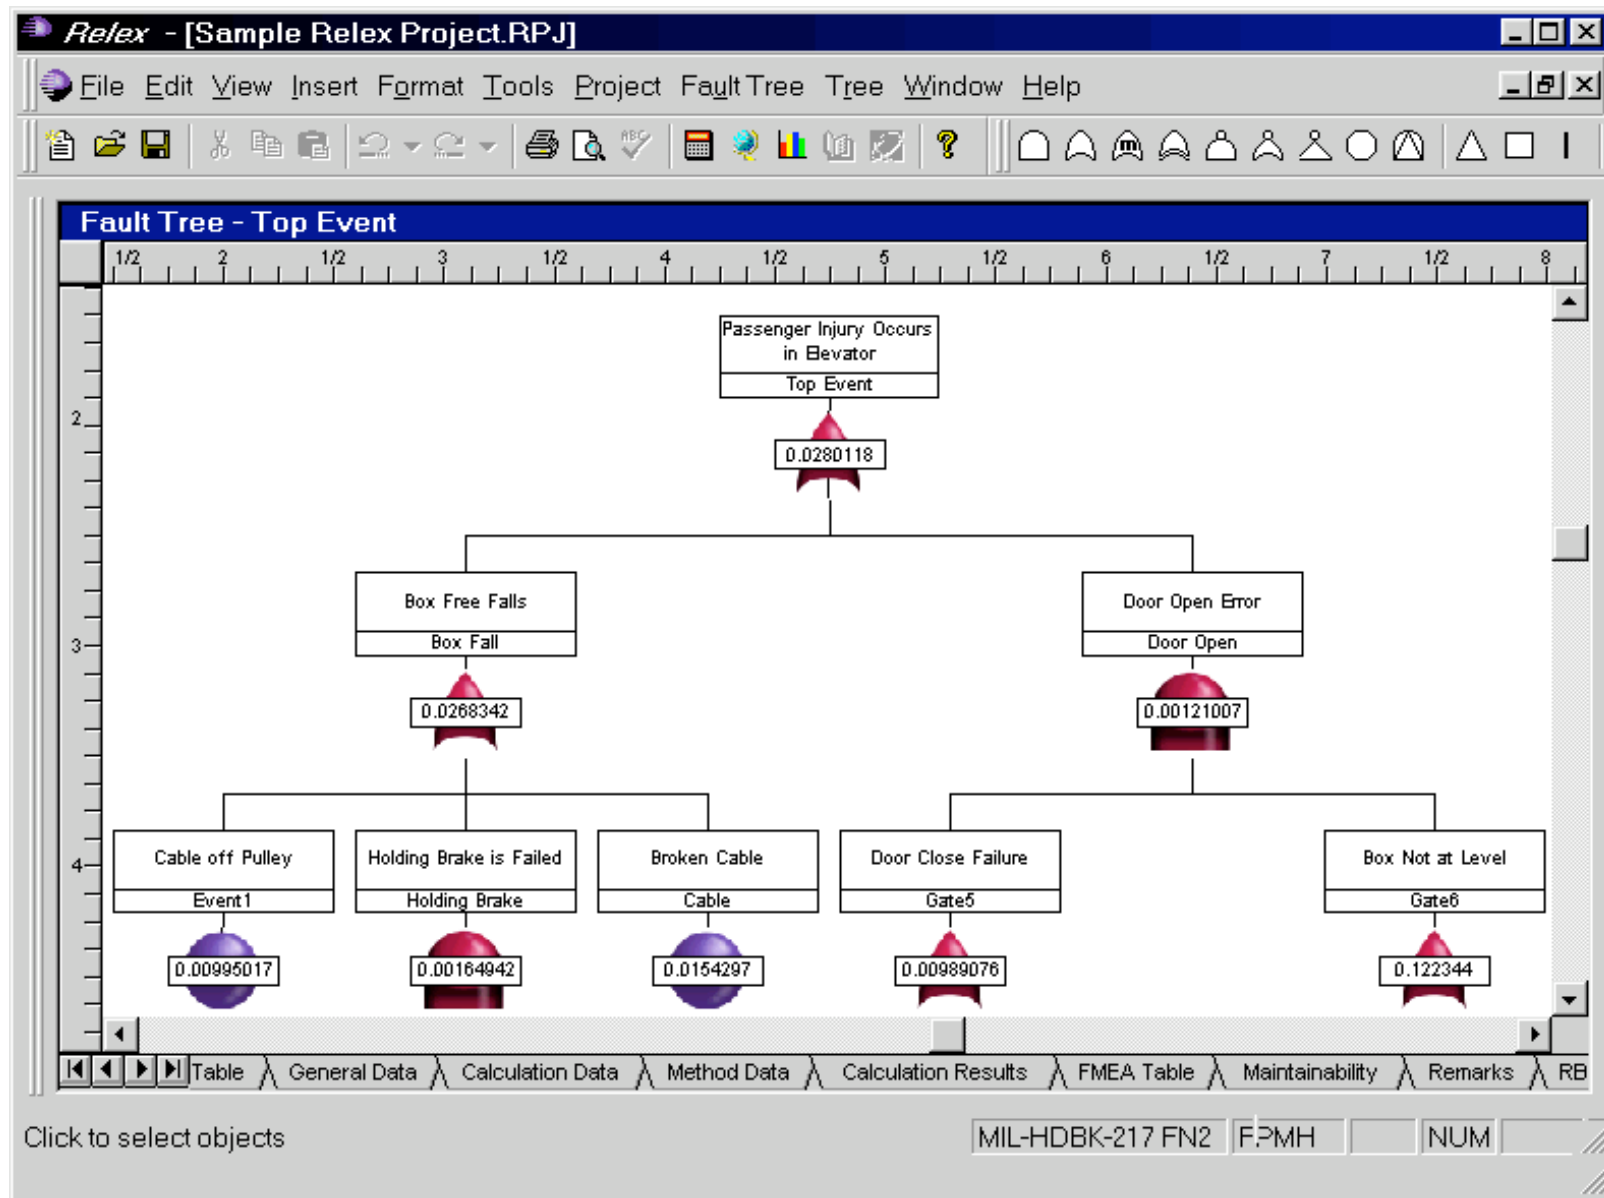 Relex - [Sample Relex Project.RPJ]
File Edit View Insert Format Tools Project Fault Tree Tree Window Help
ABC
m
Fault Tree - Top Event
1/2 2 1/2 3 1/2 4 1/2 5 1/2 6 1/2 7 1/2 8
Passenger Injury Occurs
in Elevator
Top Event
2
0.0280118
Box Free Falls
Door Open Error
3
Box Fall
Door Open
0.0268342
0.00121007
4
Cable off Pulley
Holding Brake is Failed
Broken Cable
Door Close Failure
Box Not at Level
Event1
Holding Brake
Cable
Gate5
Gate6
0.00995017
0.00164942
0.0154297
0.00989076
0.122344
Table General Data Calculation Data Method Data Calculation Results FMEA Table Maintainability Remarks RB
Click to select objects
MIL-HDBK-217 FN2 FPMH NUM